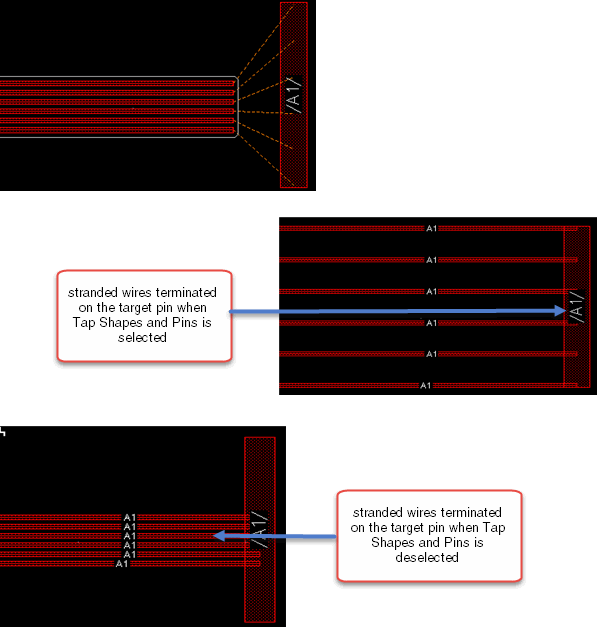 /A1/
A1
A1
A1
A1
A1
A1
/A1/
stranded wires terminated
on the target pin when
Tap Shapes and Pins is
selected
A1
A1
A1
A1
A1
A1
/A1/
stranded wires terminated
on the target pin when Tap
Shapes and Pins is
deselected